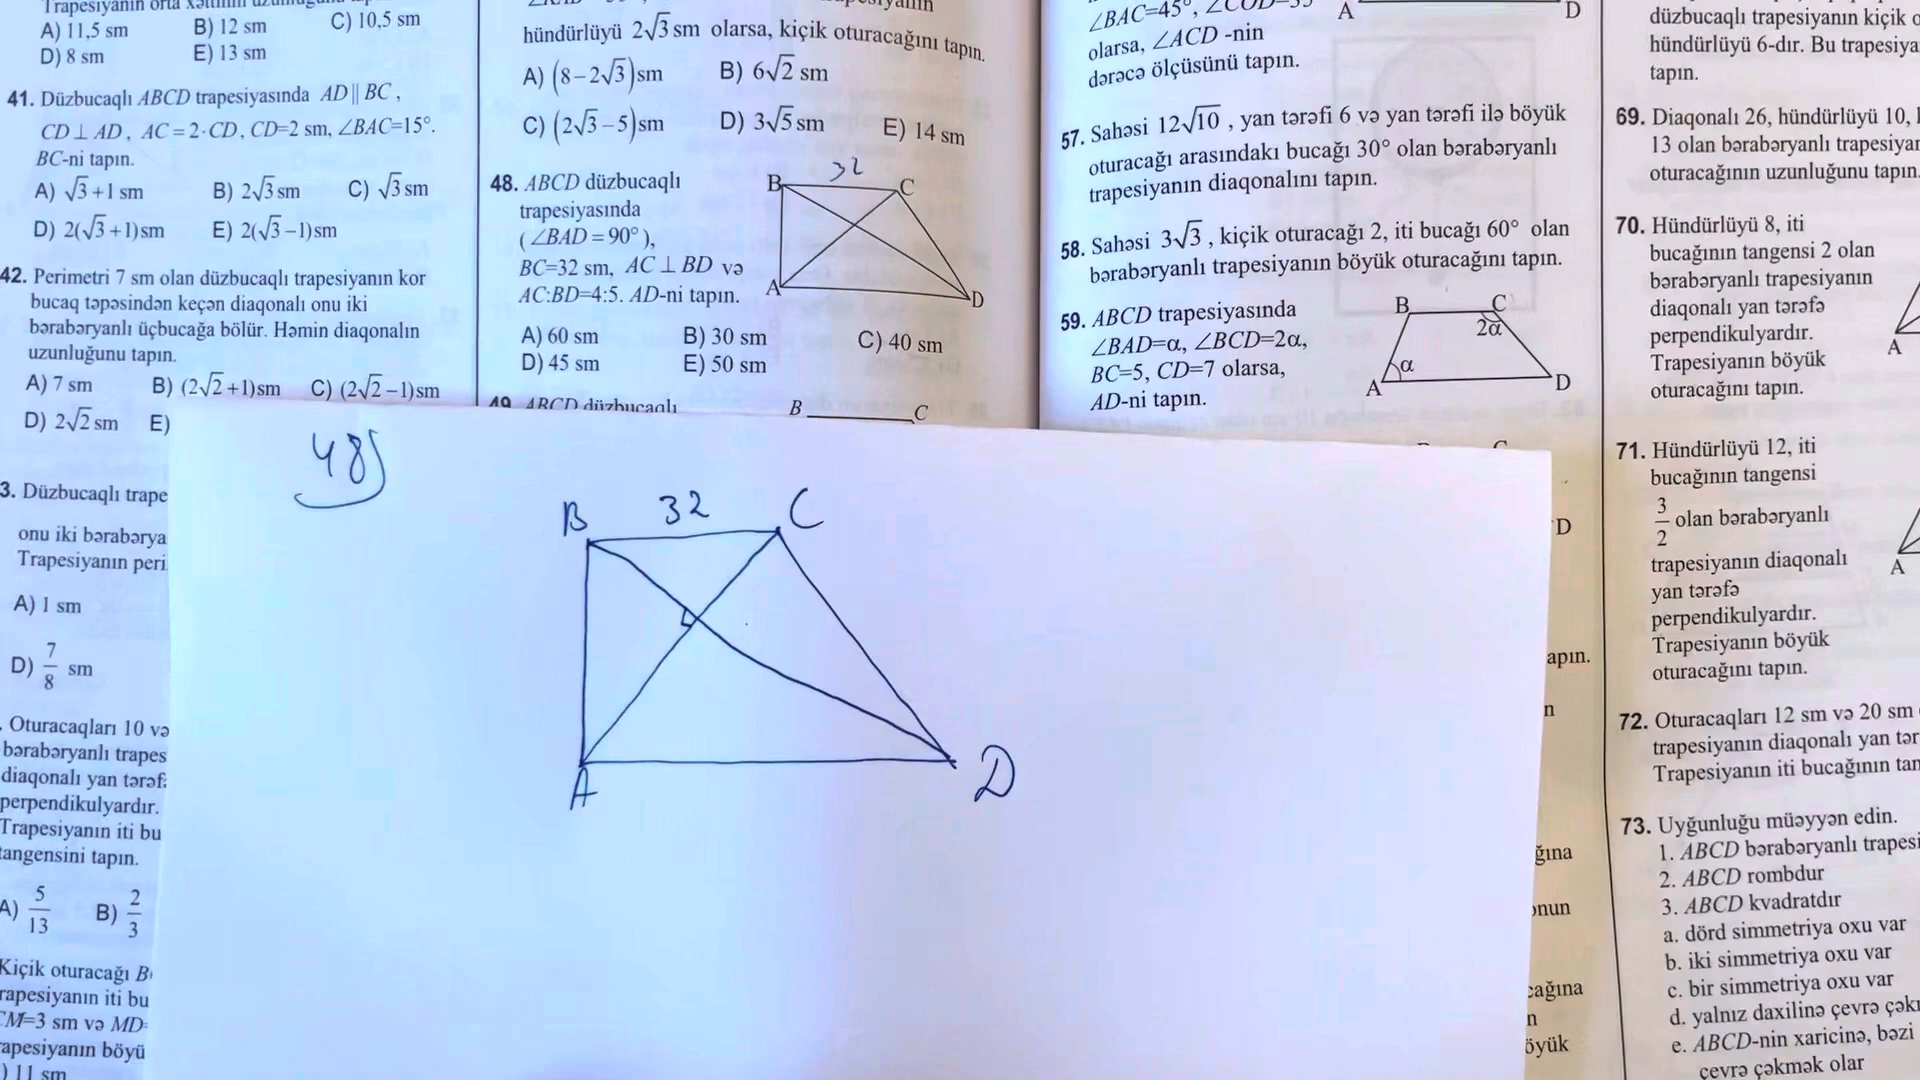 A) 11,5 sm B) 12 sm C) 10,5 sm
D) 8 sm E) 13 sm
41. Düzbucaqlı ABCD trapesiyasında AD || BC,
CD ⊥ AD, AC = 2·CD, CD=2 sm, ∠BAC=15°.
BC-ni tapın.
A) √3+1 sm B) 2√3 sm C) √3 sm
D) 2(√3+1)sm E) 2(√3−1)sm
42. Perimetri 7 sm olan düzbucaqlı trapesiyanın kor
bucaq təpəsindən keçən diaqonalı onu iki
bərabəryanlı üçbucağa bölür. Həmin diaqonalın
uzunluğunu tapın.
A) 7 sm B) (2√2+1)sm C) (2√2−1)sm
D) 2√2 sm E)
3. Düzbucaqlı trape
onu iki bərabərya
Trapesiyanın peri
A) 1 sm
D) 7/8 sm
. Oturacaqları 10 və
bərabəryanlı trapes
diaqonalı yan tərəf
perpendikulyardır.
Trapesiyanın iti bu
tangensini tapın.
A) 5/13 B) 2/3
Kiçik oturacağı B
rapesiyanın iti bu
CM=3 sm və MD
apesiyanın böyü
) 11 sm
hündürlüyü 2√3 sm olarsa, kiçik oturacağını tapın.
A) (8−2√3)sm B) 6√2 sm
C) (2√3−5)sm D) 3√5 sm E) 14 sm
48. ABCD düzbucaqlı
trapesiyasında
(∠BAD = 90°),
BC=32 sm, AC ⊥ BD və
AC:BD=4:5. AD-ni tapın.
B 32 C
A D
A) 60 sm B) 30 sm C) 40 sm
D) 45 sm E) 50 sm
49. ABCD düzbucaqlı
B C
48)
B 32 C
A D
∠BAC=45°,
A D
olarsa, ∠ACD -nin
dərəcə ölçüsünü tapın.
57. Sahəsi 12√10, yan tərəfi 6 və yan tərəfi ilə böyük
oturacağı arasındakı bucağı 30° olan bərabəryanlı
trapesiyanın diaqonalını tapın.
58. Sahəsi 3√3, kiçik oturacağı 2, iti bucağı 60° olan
bərabəryanlı trapesiyanın böyük oturacağını tapın.
59. ABCD trapesiyasında
∠BAD=α, ∠BCD=2α,
BC=5, CD=7 olarsa,
AD-ni tapın.
B C
2α
α
A D
D
apın.
n
ğına
onun
cağına
n
öyük
düzbucaqlı trapesiyanın kiçik o
hündürlüyü 6-dır. Bu trapesiya
tapın.
69. Diaqonalı 26, hündürlüyü 10,
13 olan bərabəryanlı trapesiyan
oturacağının uzunluğunu tapın.
70. Hündürlüyü 8, iti
bucağının tangensi 2 olan
bərabəryanlı trapesiyanın
diaqonalı yan tərəfə
perpendikulyardır.
Trapesiyanın böyük
oturacağını tapın.
A
71. Hündürlüyü 12, iti
bucağının tangensi
3/2 olan bərabəryanlı
trapesiyanın diaqonalı
yan tərəfə
perpendikulyardır.
Trapesiyanın böyük
oturacağını tapın.
A
72. Oturacaqları 12 sm və 20 sm
trapesiyanın diaqonalı yan tər
Trapesiyanın iti bucağının tan
73. Uyğunluğu müəyyən edin.
1. ABCD bərabəryanlı trapesi
2. ABCD rombdur
3. ABCD kvadratdır
a. dörd simmetriya oxu var
b. iki simmetriya oxu var
c. bir simmetriya oxu var
d. yalnız daxilinə çevrə çəkı
e. ABCD-nin xaricinə, bəzi
çevrə çəkmək olar